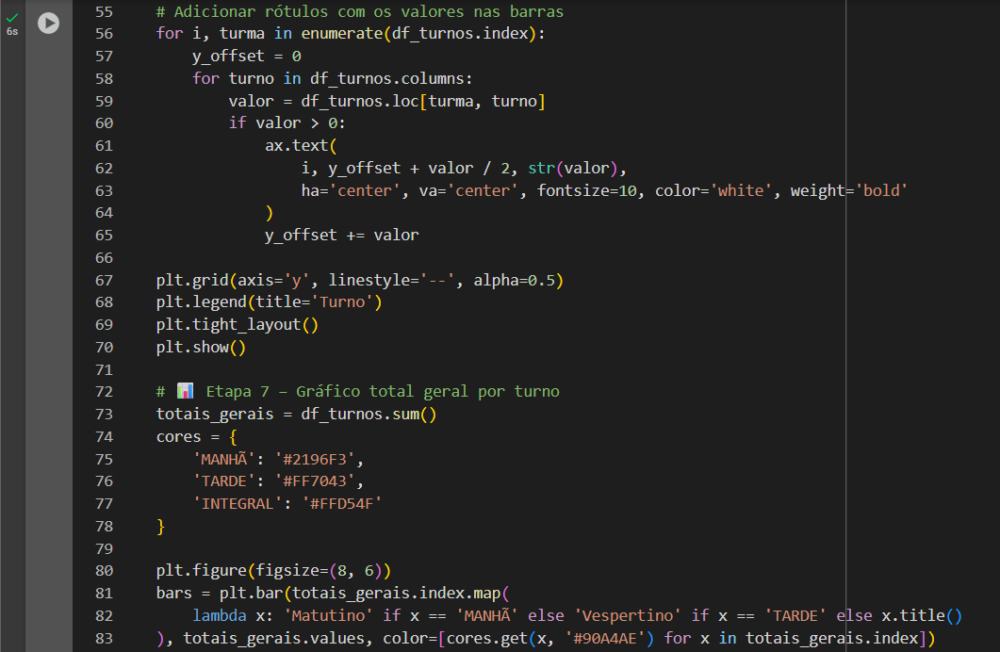 6s
55 # Adicionar rótulos com os valores nas barras
56 for i, turma in enumerate(df_turnos.index):
57     y_offset = 0
58     for turno in df_turnos.columns:
59         valor = df_turnos.loc[turma, turno]
60         if valor > 0:
61             ax.text(
62                 i, y_offset + valor / 2, str(valor),
63                 ha='center', va='center', fontsize=10, color='white', weight='bold'
64             )
65             y_offset += valor
66
67 plt.grid(axis='y', linestyle='--', alpha=0.5)
68 plt.legend(title='Turno')
69 plt.tight_layout()
70 plt.show()
71
72 # 📊 Etapa 7 – Gráfico total geral por turno
73 totais_gerais = df_turnos.sum()
74 cores = {
75     'MANHÃ': '#2196F3',
76     'TARDE': '#FF7043',
77     'INTEGRAL': '#FFD54F'
78 }
79
80 plt.figure(figsize=(8, 6))
81 bars = plt.bar(totais_gerais.index.map(
82     lambda x: 'Matutino' if x == 'MANHÃ' else 'Vespertino' if x == 'TARDE' else x.title()
83 ), totais_gerais.values, color=[cores.get(x, '#90A4AE') for x in totais_gerais.index])